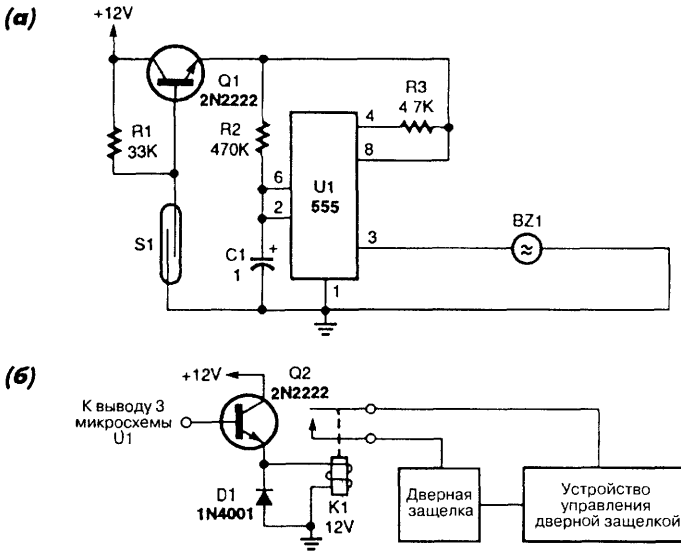 (а)
+12V
Q1
2N2222
R1
33K
R2
470K
R3
4 7K
4
8
6
2
U1
555
3
BZ1
S1
C1
+
1
1
(б)
+12V
Q2
2N2222
К выводу 3
микросхемы
U1
D1
1N4001
K1
12V
Дверная
защелка
Устройство
управления
дверной защелкой